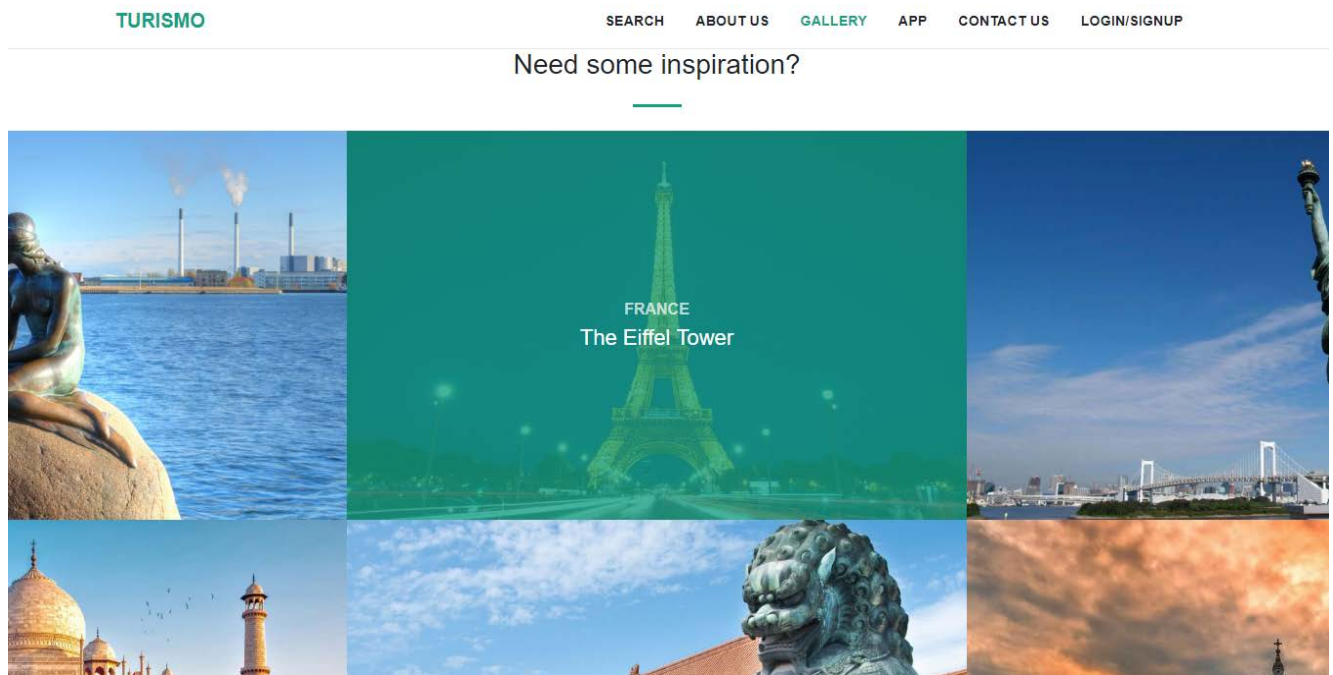 TURISMO
SEARCH ABOUT US GALLERY APP CONTACT US LOGIN/SIGNUP
Need some inspiration?
FRANCE
The Eiffel Tower